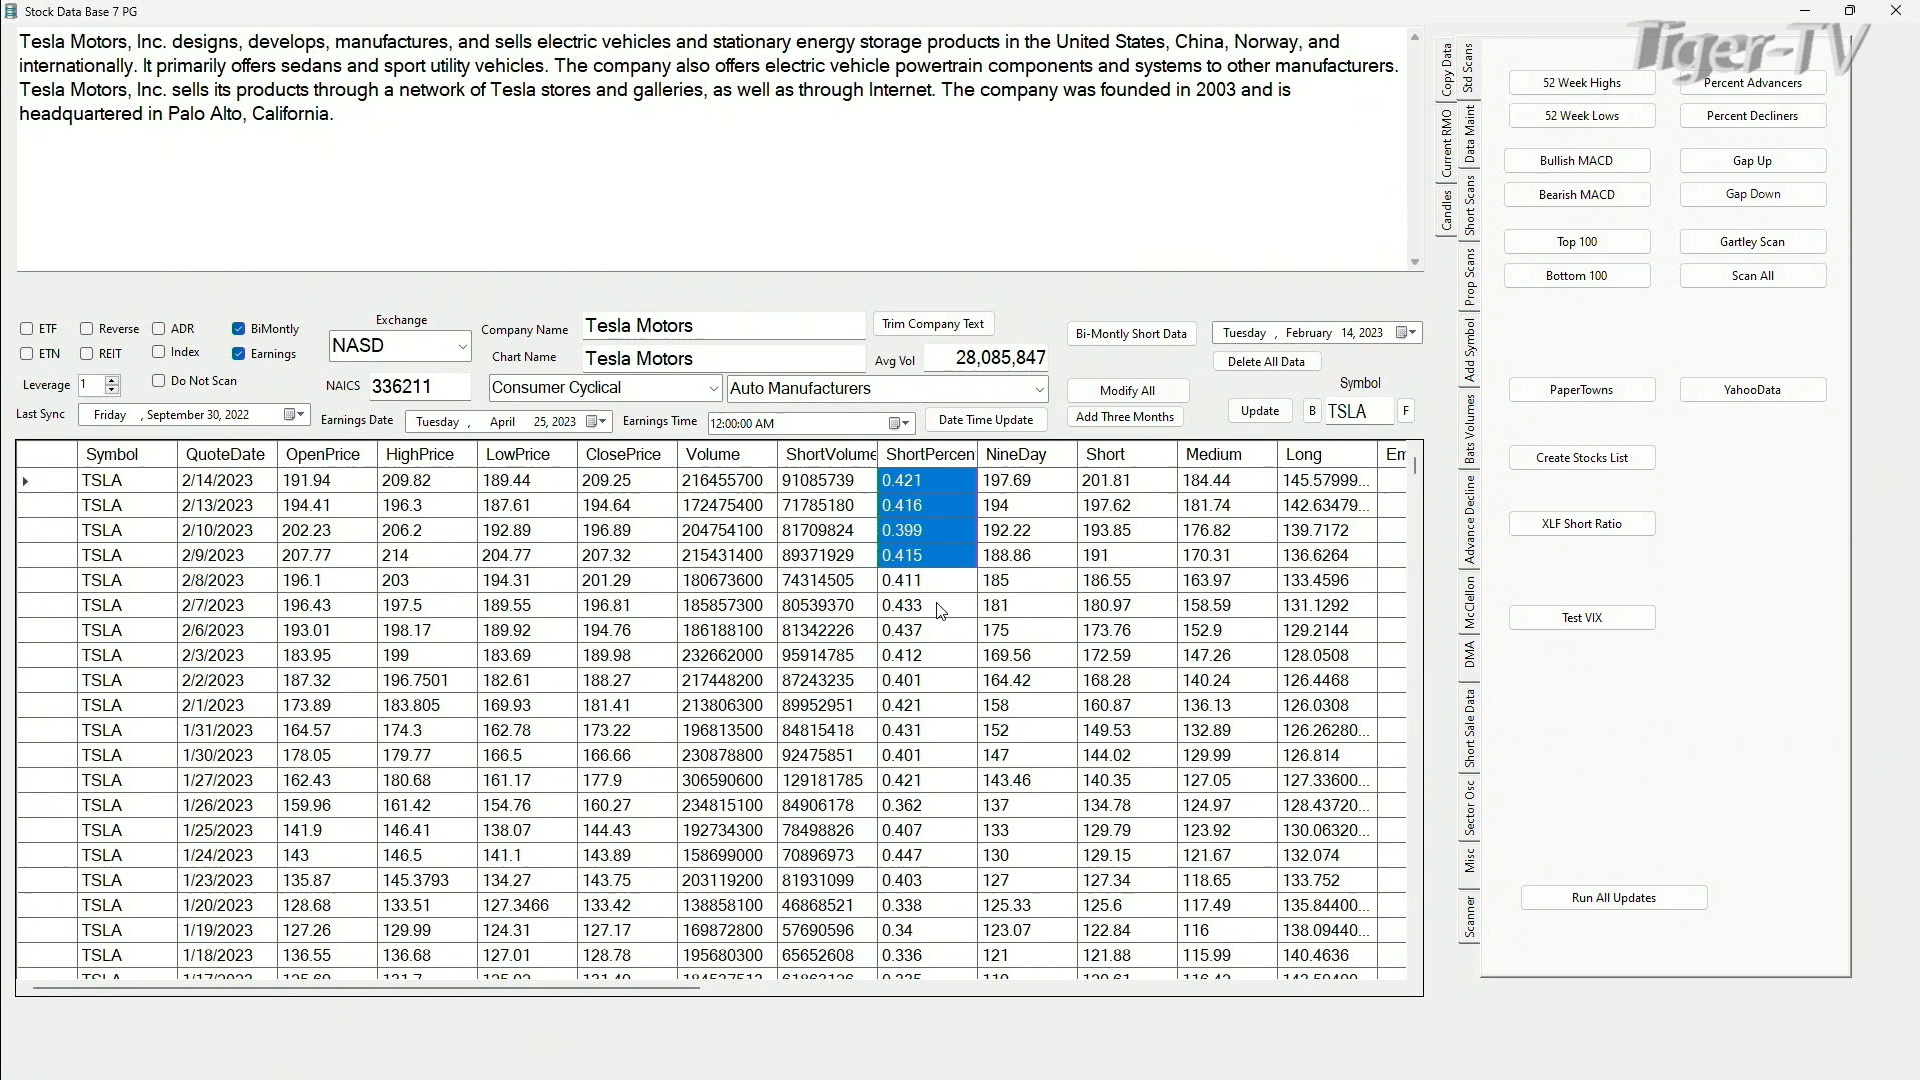 Stock Data Base 7 PG
Tiger-TV
Tesla Motors, Inc. designs, develops, manufactures, and sells electric vehicles and stationary energy storage products in the United States, China, Norway, and
internationally. It primarily offers sedans and sport utility vehicles. The company also offers electric vehicle powertrain components and systems to other manufacturers.
Tesla Motors, Inc. sells its products through a network of Tesla stores and galleries, as well as through Internet. The company was founded in 2003 and is
headquartered in Palo Alto, California.
ETF Reverse ADR BiMontly
ETN REIT Index Earnings
Leverage 1 Do Not Scan
Last Sync Friday , September 30, 2022
Exchange
NASD
NAICS 336211
Company Name Tesla Motors Trim Company Text
Chart Name Tesla Motors Avg Vol 28,085,847
Consumer Cyclical Auto Manufacturers
Earnings Date Tuesday , April 25, 2023 Earnings Time 12:00:00 AM Date Time Update
Bi-Montly Short Data Tuesday , February 14, 2023
Delete All Data
Modify All Symbol
Add Three Months Update B TSLA F
Symbol QuoteDate OpenPrice HighPrice LowPrice ClosePrice Volume ShortVolume ShortPercen NineDay Short Medium Long Em
TSLA 2/14/2023 191.94 209.82 189.44 209.25 216455700 91085739 0.421 197.69 201.81 184.44 145.57999...
TSLA 2/13/2023 194.41 196.3 187.61 194.64 172475400 71785180 0.416 194 197.62 181.74 142.63479...
TSLA 2/10/2023 202.23 206.2 192.89 196.89 204754100 81709824 0.399 192.22 193.85 176.82 139.7172
TSLA 2/9/2023 207.77 214 204.77 207.32 215431400 89371929 0.415 188.86 191 170.31 136.6264
TSLA 2/8/2023 196.1 203 194.31 201.29 180673600 74314505 0.411 185 186.55 163.97 133.4596
TSLA 2/7/2023 196.43 197.5 189.55 196.81 185857300 80539370 0.433 181 180.97 158.59 131.1292
TSLA 2/6/2023 193.01 198.17 189.92 194.76 186188100 81342226 0.437 175 173.76 152.9 129.2144
TSLA 2/3/2023 183.95 199 183.69 189.98 232662000 95914785 0.412 169.56 172.59 147.26 128.0508
TSLA 2/2/2023 187.32 196.7501 182.61 188.27 217448200 87243235 0.401 164.42 168.28 140.24 126.4468
TSLA 2/1/2023 173.89 183.805 169.93 181.41 213806300 89952951 0.421 158 160.87 136.13 126.0308
TSLA 1/31/2023 164.57 174.3 162.78 173.22 196813500 84815418 0.431 152 149.53 132.89 126.26280...
TSLA 1/30/2023 178.05 179.77 166.5 166.66 230878800 92475851 0.401 147 144.02 129.99 126.814
TSLA 1/27/2023 162.43 180.68 161.17 177.9 306590600 129181785 0.421 143.46 140.35 127.05 127.33600...
TSLA 1/26/2023 159.96 161.42 154.76 160.27 234815100 84906178 0.362 137 134.78 124.97 128.43720...
TSLA 1/25/2023 141.9 146.41 138.07 144.43 192734300 78498826 0.407 133 129.79 123.92 130.06320...
TSLA 1/24/2023 143 146.5 141.1 143.89 158699000 70896973 0.447 130 129.15 121.67 132.074
TSLA 1/23/2023 135.87 145.3793 134.27 143.75 203119200 81931099 0.403 127 127.34 118.65 133.752
TSLA 1/20/2023 128.68 133.51 127.3466 133.42 138858100 46868521 0.338 125.33 125.6 117.49 135.84400...
TSLA 1/19/2023 127.26 129.99 124.31 127.17 169872800 57690596 0.34 123.07 122.84 116 138.09440...
TSLA 1/18/2023 136.55 136.68 127.01 128.78 195680300 65652608 0.336 121 121.88 115.99 140.4636
Copy Data
Current RMO
Candles
Std Scans
Data Maint
Short Scans
Prop Scans
Add Symbol
Bats Volumes
Advance Decline
McClellon
DMA
Short Sale Data
Sector Osc
Misc
Scanner
52 Week Highs Percent Advancers
52 Week Lows Percent Decliners
Bullish MACD Gap Up
Bearish MACD Gap Down
Top 100 Gartley Scan
Bottom 100 Scan All
PaperTowns YahooData
Create Stocks List
XLF Short Ratio
Test VIX
Run All Updates